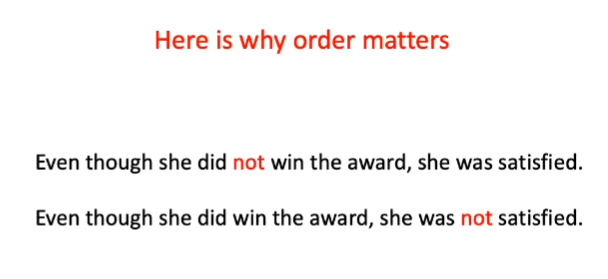 Here is why order matters
Even though she did not win the award, she was satisfied.
Even though she did win the award, she was not satisfied.